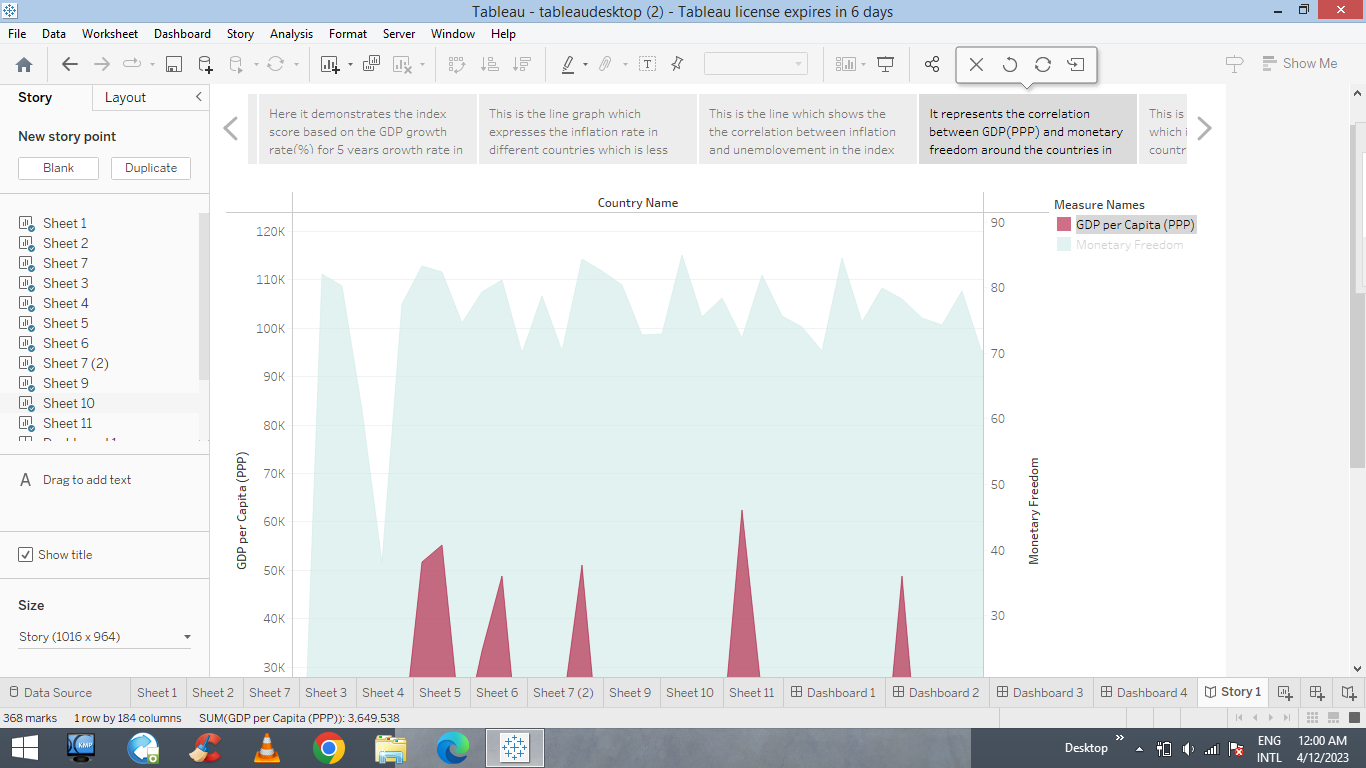 Tableau - tableaudesktop (2) - Tableau license expires in 6 days
File Data Worksheet Dashboard Story Analysis Format Server Window Help
Show Me
Story Layout
New story point
Blank Duplicate
Sheet 1
Sheet 2
Sheet 7
Sheet 3
Sheet 4
Sheet 5
Sheet 6
Sheet 7 (2)
Sheet 9
Sheet 10
Sheet 11
Drag to add text
Show title
Size
Story (1016 x 964)
Here it demonstrates the index
score based on the GDP growth
rate(%) for 5 years growth rate in
This is the line graph which
expresses the inflation rate in
different countries which is less
This is the line which shows the
the correlation between inflation
and unemployement in the index
It represents the correlation
between GDP(PPP) and monetary
freedom around the countries in
This is
which i
countr
Country Name
120K
110K
100K
90K
80K
70K
60K
50K
40K
30K
GDP per Capita (PPP)
90
80
70
60
50
40
30
Monetary Freedom
Measure Names
GDP per Capita (PPP)
Monetary Freedom
Data Source Sheet 1 Sheet 2 Sheet 7 Sheet 3 Sheet 4 Sheet 5 Sheet 6 Sheet 7 (2) Sheet 9 Sheet 10 Sheet 11 Dashboard 1 Dashboard 2 Dashboard 3 Dashboard 4 Story 1
368 marks 1 row by 184 columns SUM(GDP per Capita (PPP)): 3,649,538
KMP
Desktop
ENG
INTL
12:00 AM
4/12/2023